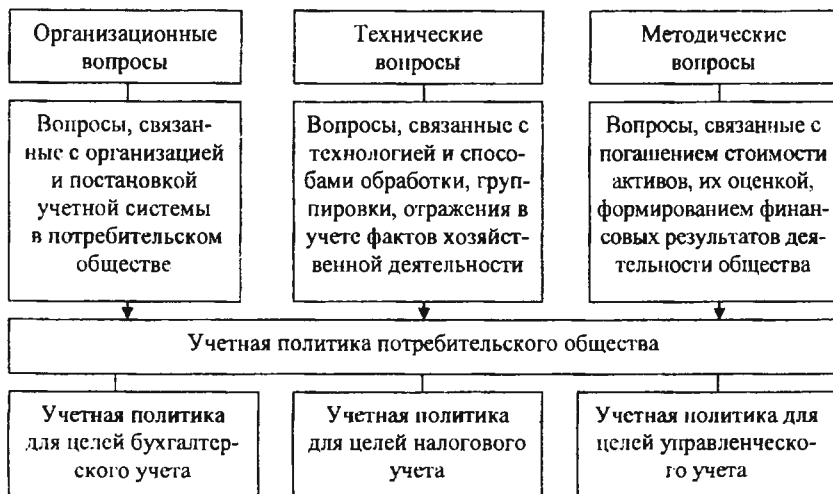 Организационные
вопросы
Технические
вопросы
Методические
вопросы
Вопросы, связан-
ные с организацией
и постановкой
учетной системы
в потребительском
обществе
Вопросы, связанные с
технологией и спосо-
бами обработки, груп-
пировки, отражения в
учете фактов хозяйст-
венной деятельности
Вопросы, связанные с
погашением стоимости
активов, их оценкой,
формированием финан-
совых результатов дея-
тельности общества
Учетная политика потребительского общества
Учетная политика
для целей бухгалтер-
ского учета
Учетная политика
для целей налогового
учета
Учетная политика для
целей управленческо-
го учета